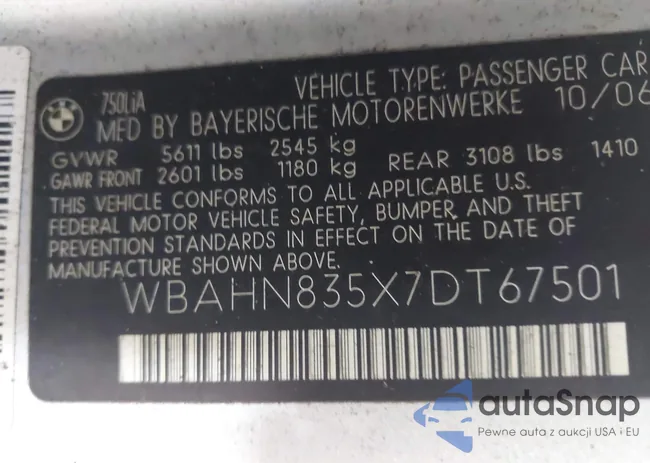 750LiA
VEHICLE TYPE: PASSENGER CAR
MFD BY BAYERISCHE MOTORENWERKE 10/06
GVWR 5611 lbs 2545 kg
GAWR FRONT 2601 lbs 1180 kg REAR 3108 lbs 1410
THIS VEHICLE CONFORMS TO ALL APPLICABLE U.S.
FEDERAL MOTOR VEHICLE SAFETY, BUMPER, AND THEFT
PREVENTION STANDARDS IN EFFECT ON THE DATE OF
MANUFACTURE SHOWN ABOVE.
WBAHN835X7DT67501
autoSnap
Pewne auto z aukcji USA i EU